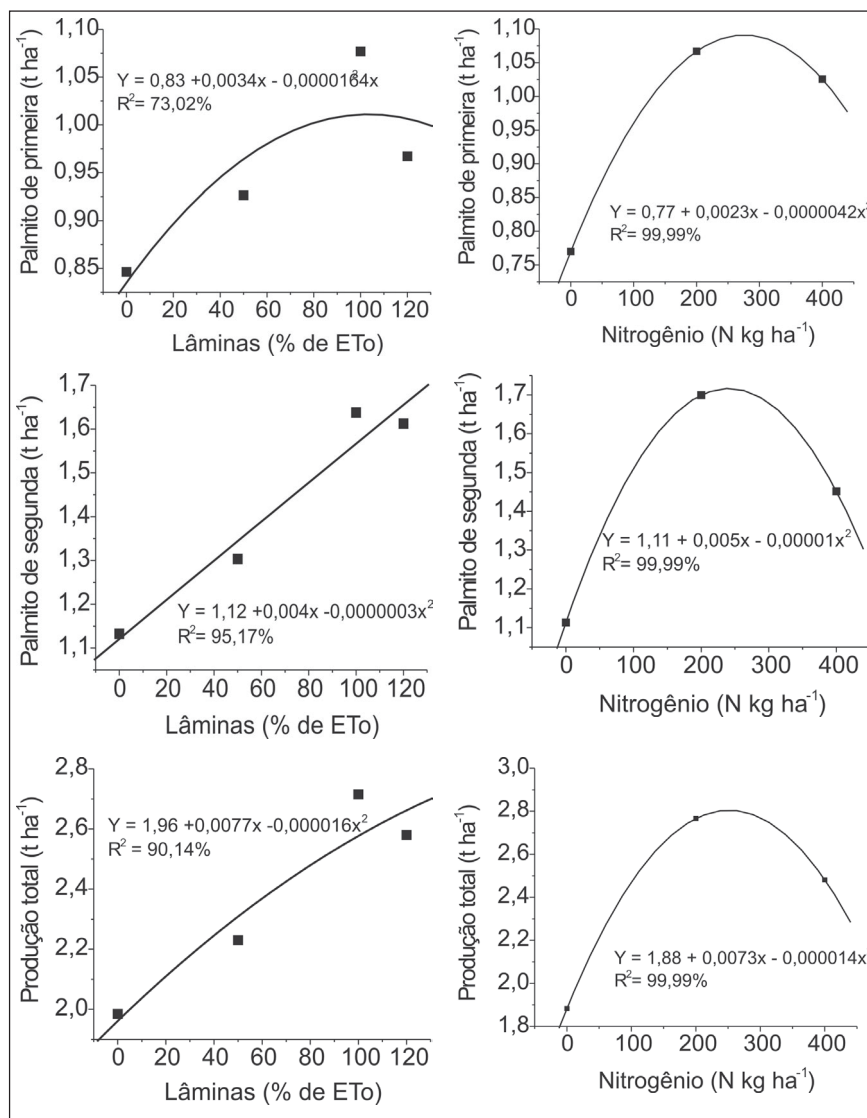 Palmito de primeira (t ha⁻¹)
1,10
1,05
1,00
0,95
0,90
0,85
Y = 0,83 +0,0034x - 0,0000164x²
R²= 73,02%
0 20 40 60 80 100 120
Lâminas (% de ETo)
Palmito de primeira (t ha⁻¹)
1,10
1,05
1,00
0,95
0,90
0,85
0,80
0,75
Y = 0,77 + 0,0023x - 0,0000042x²
R²= 99,99%
0 100 200 300 400
Nitrogênio (N kg ha⁻¹)
Palmito de segunda (t ha⁻¹)
1,7
1,6
1,5
1,4
1,3
1,2
1,1
Y = 1,12 +0,004x -0,0000003x²
R²= 95,17%
0 20 40 60 80 100 120
Lâminas (% de ETo)
Palmito de segunda (t ha⁻¹)
1,7
1,6
1,5
1,4
1,3
1,2
1,1
Y = 1,11 + 0,005x - 0,00001x²
R²= 99,99%
0 100 200 300 400
Nitrogênio (N kg ha⁻¹)
Produção total (t ha⁻¹)
2,8
2,6
2,4
2,2
2,0
Y = 1,96 +0,0077x -0,000016x²
R² = 90,14%
0 20 40 60 80 100 120
Lâminas (% de ETo)
Produção total (t ha⁻¹)
3,0
2,8
2,6
2,4
2,2
2,0
1,8
Y = 1,88 + 0,0073x - 0,000014x
R²= 99,99%
0 100 200 300 400
Nitrogênio (N kg ha⁻¹)